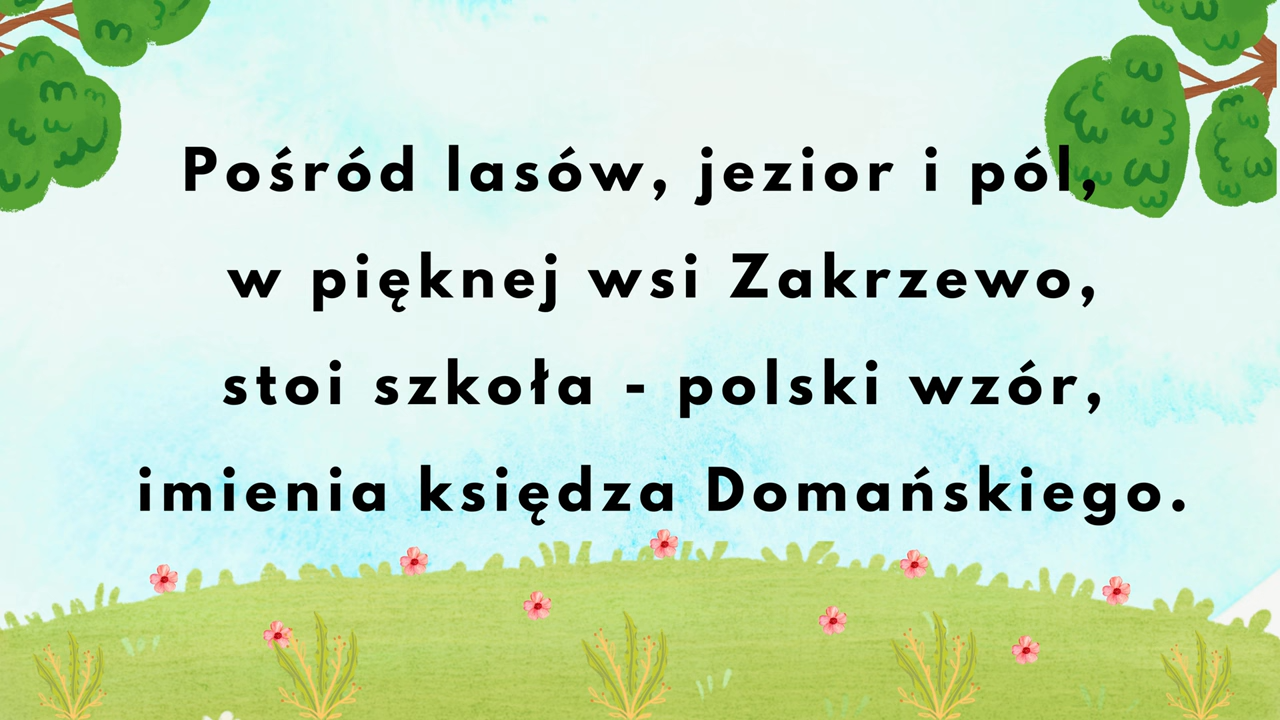 Pośród lasów, jezior i pól,
w pięknej wsi Zakrzewo,
stoi szkoła - polski wzór,
imienia księdza Domańskiego.